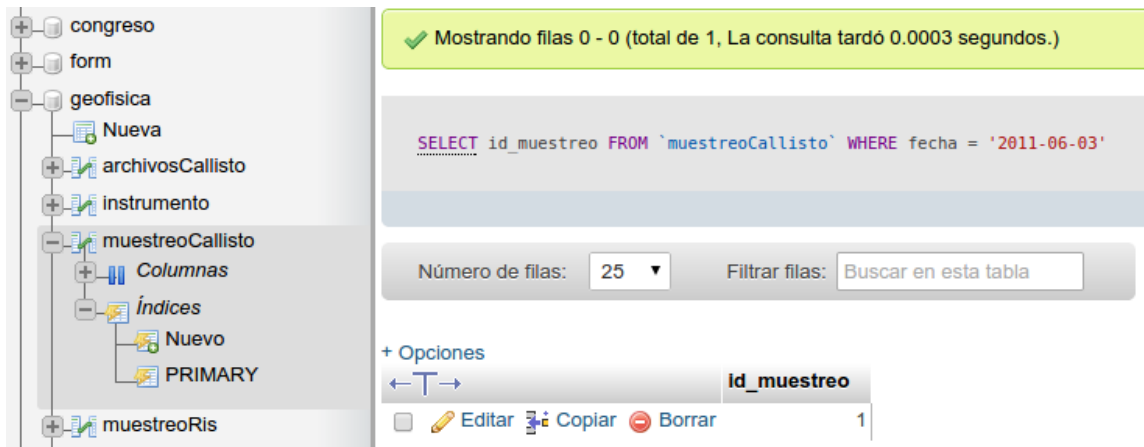 congreso
form
geofisica
Nueva
archivosCallisto
instrumento
muestreoCallisto
Columnas
Índices
Nuevo
PRIMARY
muestreoRis
Mostrando filas 0 - 0 (total de 1, La consulta tardó 0.0003 segundos.)
SELECT id_muestreo FROM `muestreoCallisto` WHERE fecha = '2011-06-03'
Número de filas: 25 Filtrar filas: Buscar en esta tabla
+ Opciones
←T→ id_muestreo
Editar Copiar Borrar 1